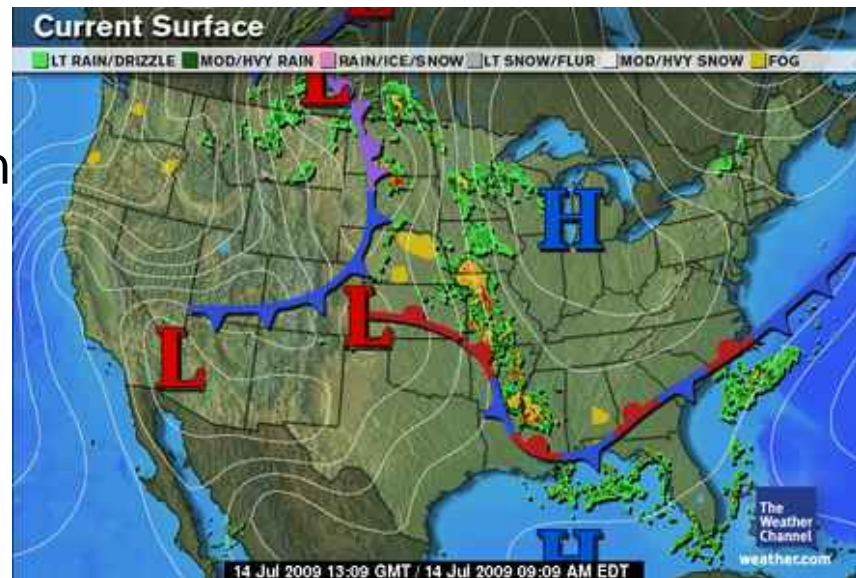 Current Surface
LT RAIN/DRIZZLE MOD/HVY RAIN RAIN/ICE/SNOW LT SNOW/FLUR MOD/HVY SNOW FOG
L
L
n
H
L
L
The
Weather
Channel
H
weather.com
14 Jul 2009 13:09 GMT / 14 Jul 2009 09:09 AM EDT